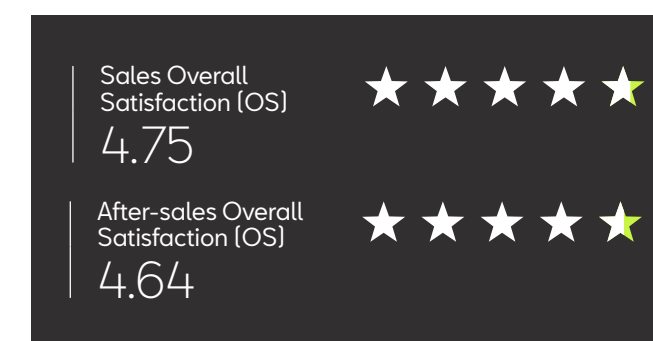 Sales Overall
Satisfaction (OS)
4.75
After-sales Overall
Satisfaction (OS)
4.64